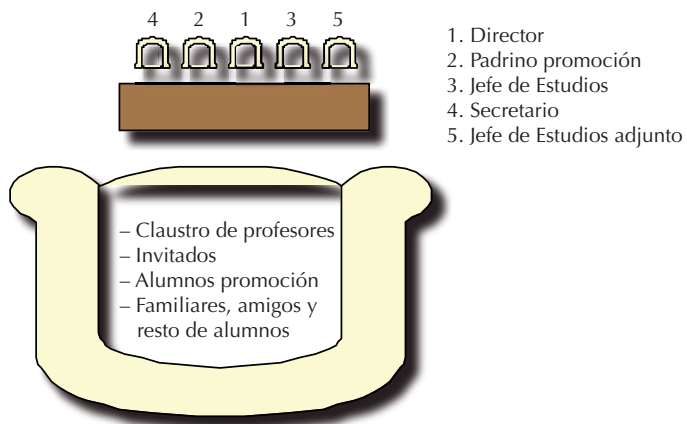 4 2 1 3 5
1. Director
2. Padrino promoción
3. Jefe de Estudios
4. Secretario
5. Jefe de Estudios adjunto
– Claustro de profesores
– Invitados
– Alumnos promoción
– Familiares, amigos y
resto de alumnos